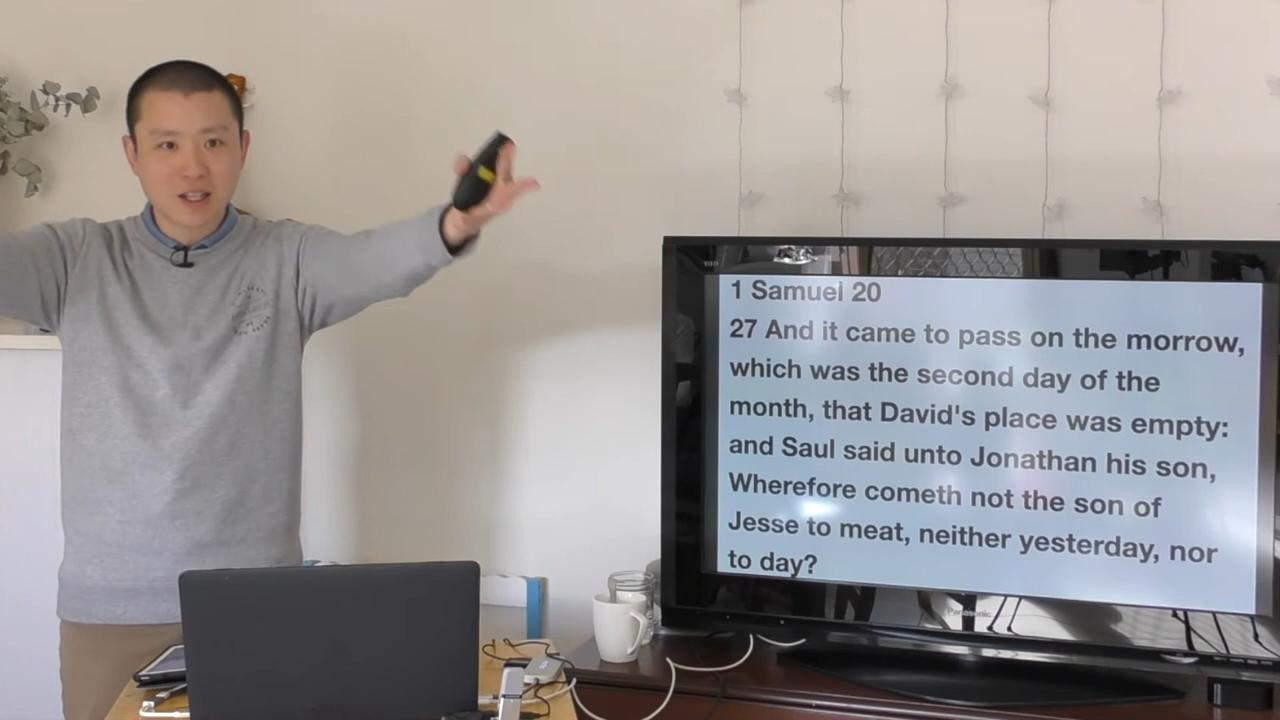 1 Samuel 20
27 And it came to pass on the morrow,
which was the second day of the
month, that David's place was empty:
and Saul said unto Jonathan his son,
Wherefore cometh not the son of
Jesse to meat, neither yesterday, nor
to day?
Panasonic